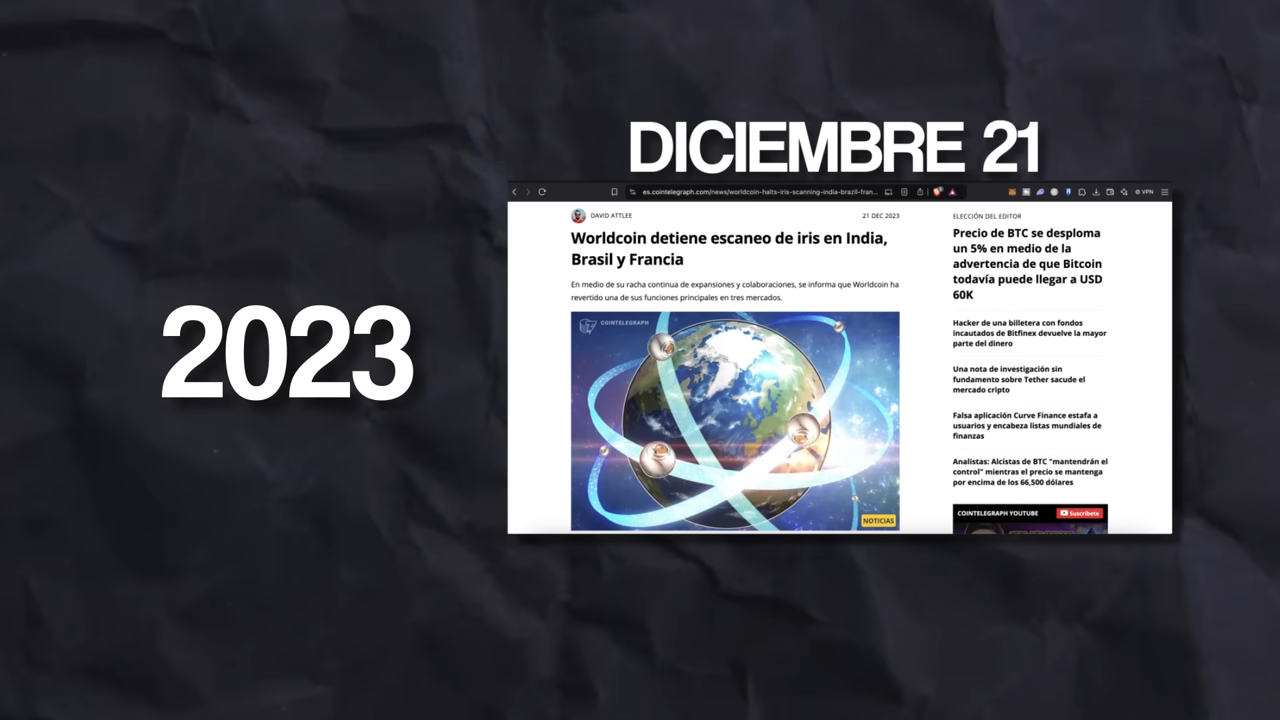 DICIEMBRE 21
2023
es.cointelegraph.com/news/worldcoin-halts-iris-scanning-india-brazil-fran...
VPN
DAVID ATTLEE
21 DEC 2023
Worldcoin detiene escaneo de iris en India,
Brasil y Francia
En medio de su racha continua de expansiones y colaboraciones, se informa que Worldcoin ha
revertido una de sus funciones principales en tres mercados.
COINTELEGRAPH
NOTICIAS
ELECCIÓN DEL EDITOR
Precio de BTC se desploma
un 5% en medio de la
advertencia de que Bitcoin
todavía puede llegar a USD
60K
Hacker de una billetera con fondos
incautados de Bitfinex devuelve la mayor
parte del dinero
Una nota de investigación sin
fundamento sobre Tether sacude el
mercado cripto
Falsa aplicación Curve Finance estafa a
usuarios y encabeza listas mundiales de
finanzas
Analistas: Alcistas de BTC "mantendrán el
control" mientras el precio se mantenga
por encima de los 66,500 dólares
COINTELEGRAPH YOUTUBE
Suscríbete